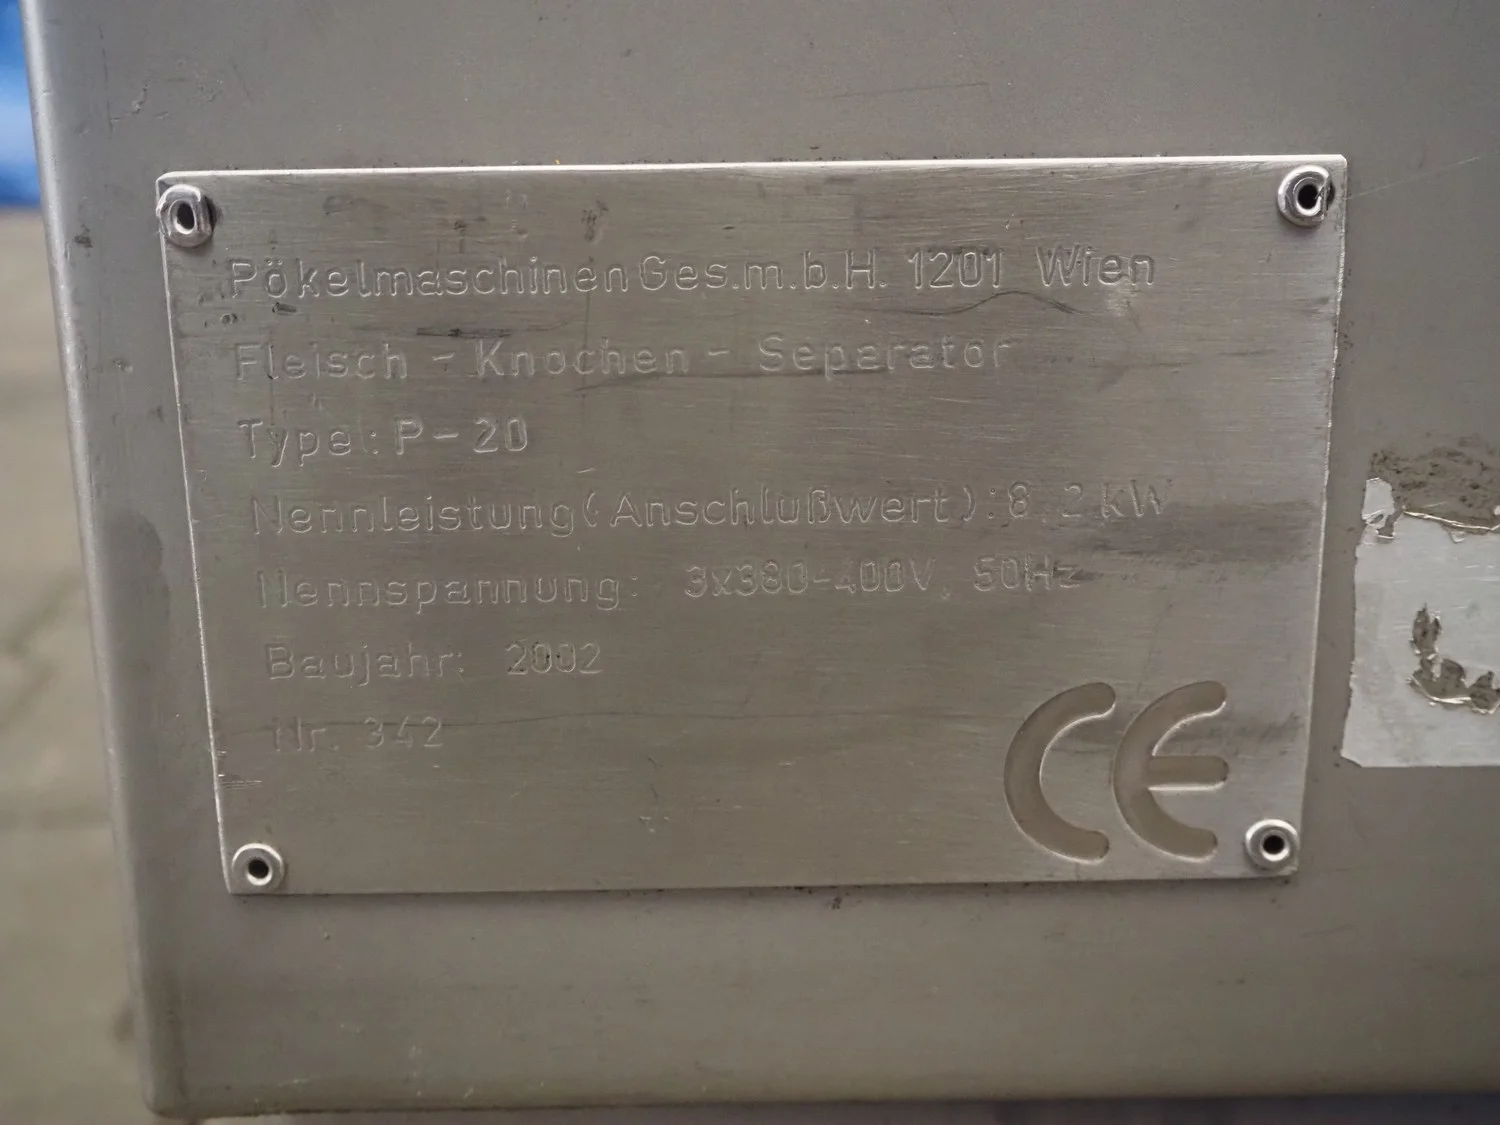 Pökelmaschinen Ges.m.b.H. 1201 Wien
Fleisch - Knochen - Separator
Type: P-20
Nennleistung (Anschlußwert): 8,2 kW
Nennspannung: 3x380-400V, 50Hz
Baujahr: 2002
Nr. 342
CE